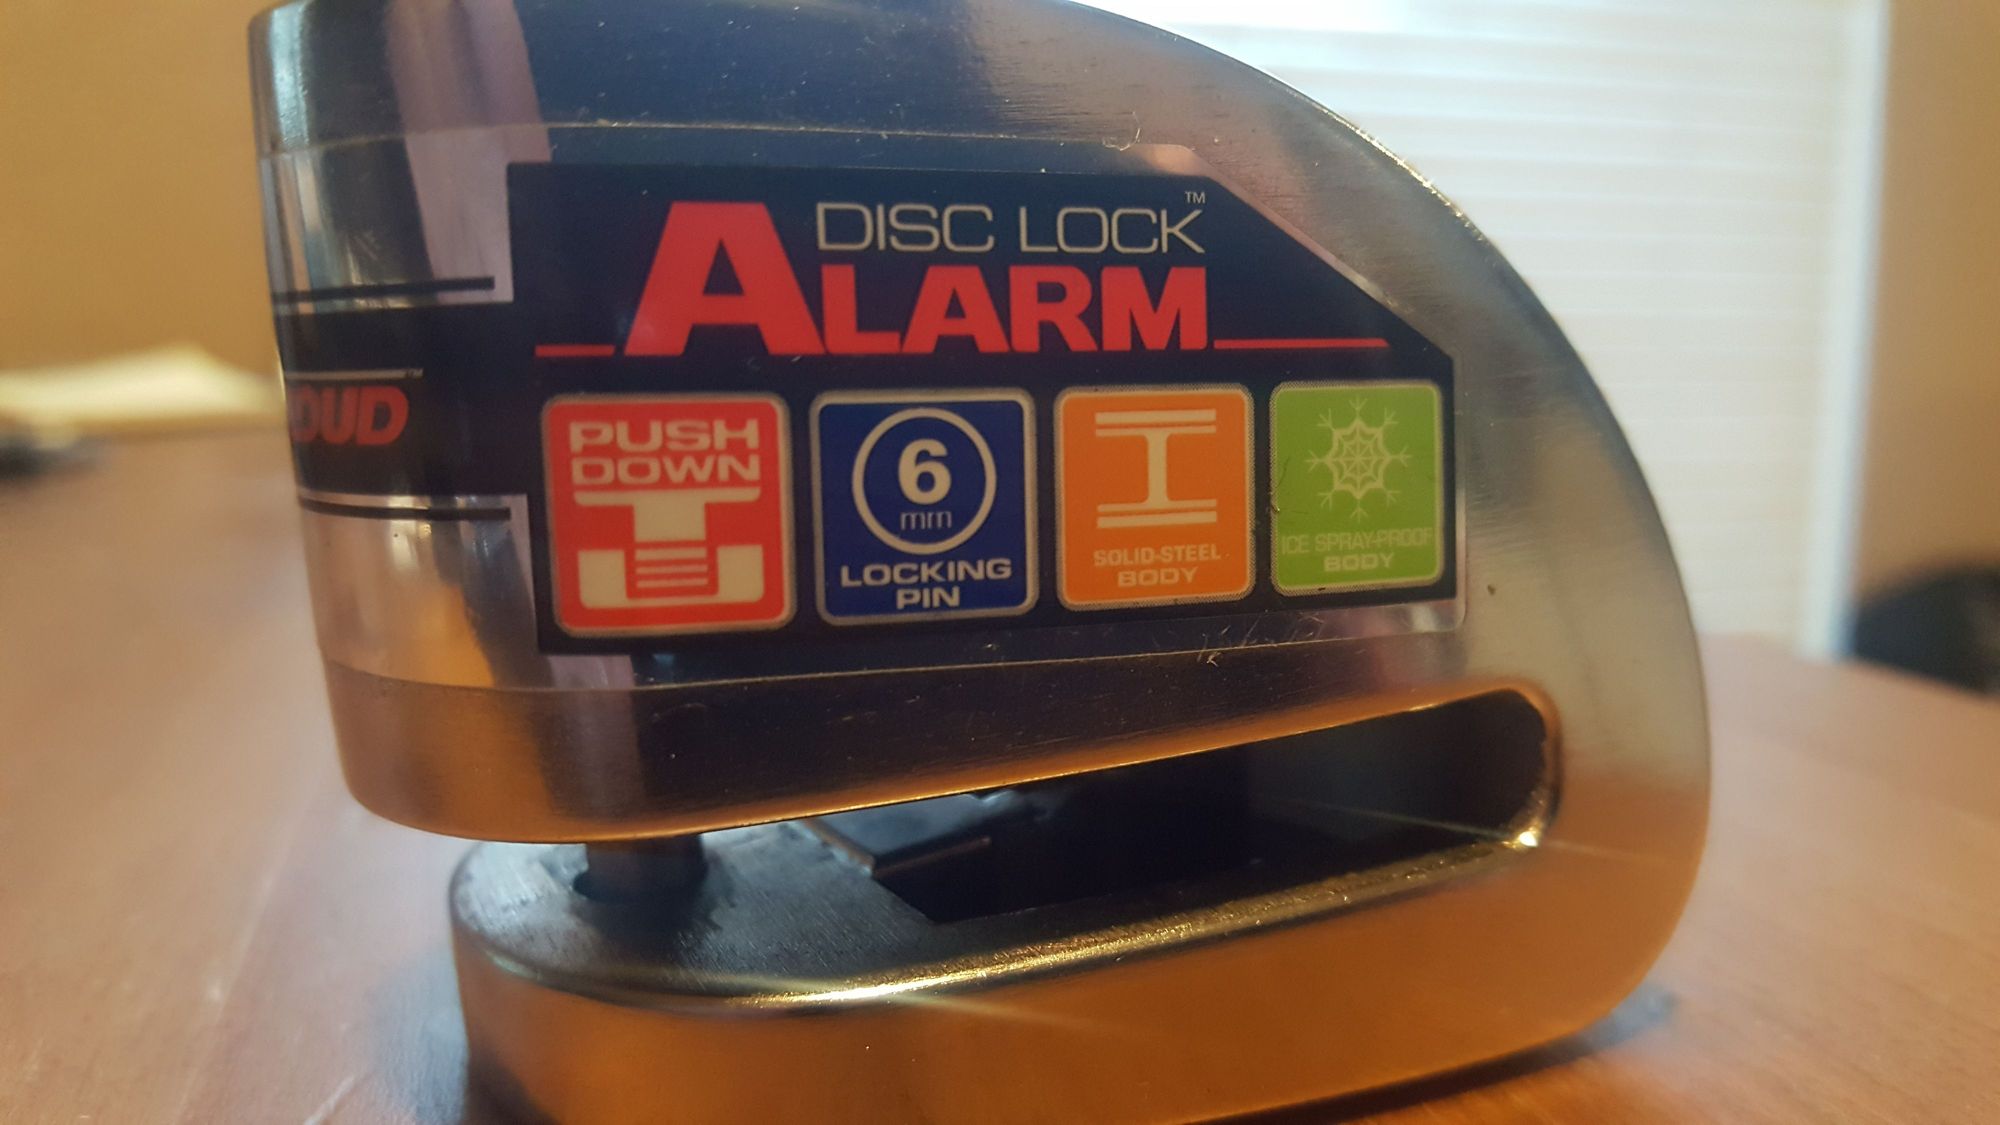 DISC LOCK™
ALARM
PUSH
DOWN
6
mm
LOCKING
PIN
SOLID-STEEL
BODY
ICE SPRAY-PROOF
BODY